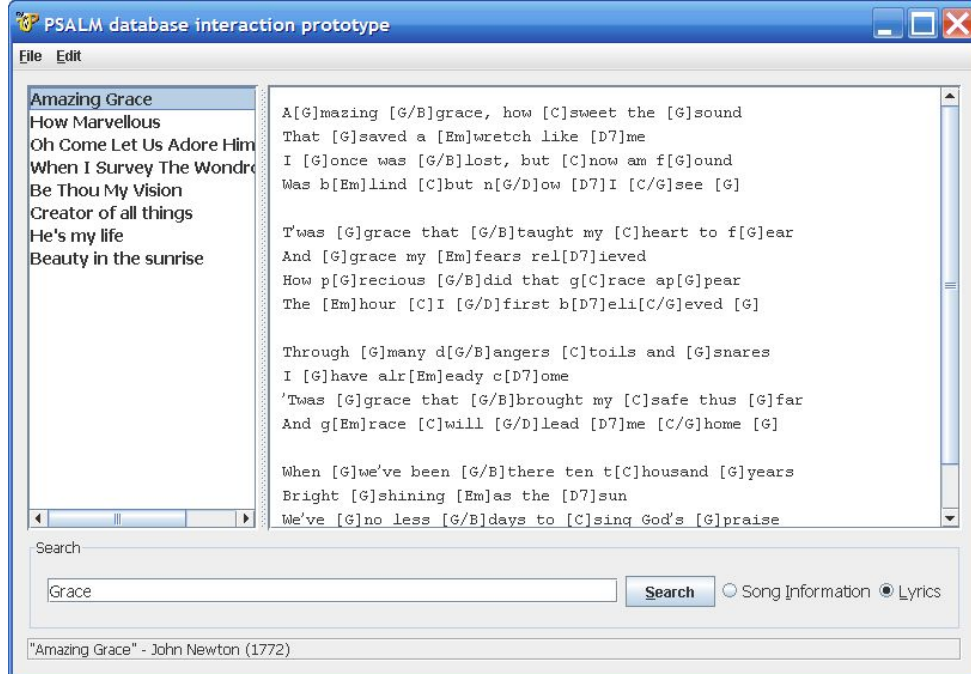 PSALM database interaction prototype
File Edit
Amazing Grace
How Marvellous
Oh Come Let Us Adore Him
When I Survey The Wondr
Be Thou My Vision
Creator of all things
He's my life
Beauty in the sunrise
A[G]mazing [G/B]grace, how [C]sweet the [G]sound
That [G]saved a [Em]wretch like [D7]me
I [G]once was [G/B]lost, but [C]now am f[G]ound
Was b[Em]lind [C]but n[G/D]ow [D7]I [C/G]see [G]
T'was [G]grace that [G/B]taught my [C]heart to f[G]ear
And [G]grace my [Em]fears rel[D7]ieved
How p[G]recious [G/B]did that g[C]race ap[G]pear
The [Em]hour [C]I [G/D]first b[D7]eli[C/G]eved [G]
Through [G]many d[G/B]angers [C]toils and [G]snares
I [G]have alr[Em]eady c[D7]ome
'Twas [G]grace that [G/B]brought my [C]safe thus [G]far
And g[Em]race [C]will [G/D]lead [D7]me [C/G]home [G]
When [G]we've been [G/B]there ten t[C]housand [G]years
Bright [G]shining [Em]as the [D7]sun
We've [G]no less [G/B]days to [C]sing God's [G]praise
Search
Grace
Search
Song Information
Lyrics
"Amazing Grace" - John Newton (1772)